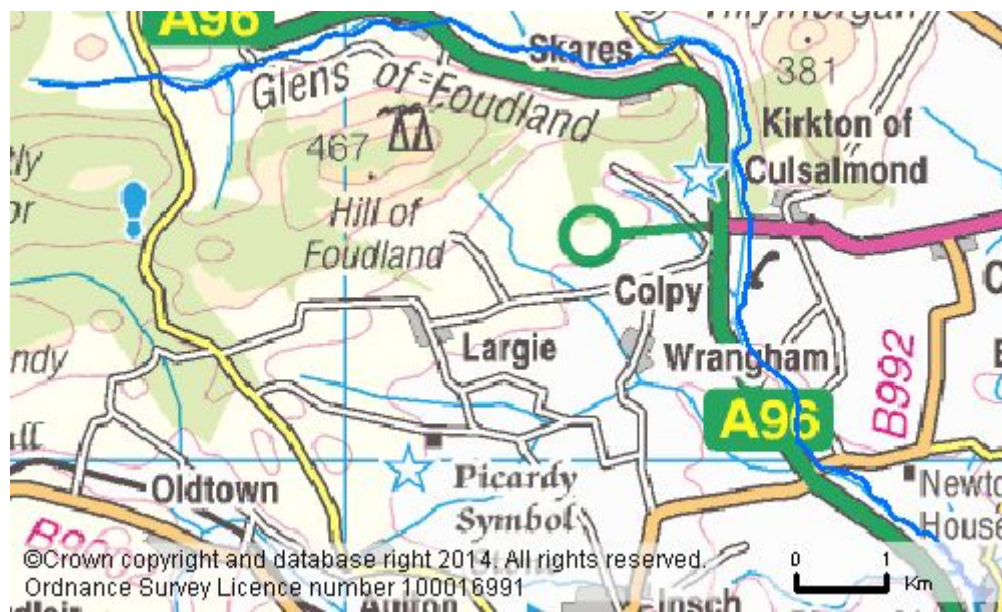 A96
Skares
Glens of Foudland
381
467
Kirkton of
Culsalmond
Hill of
Foudland
Colpy
Largie
Wrangham
B992
A96
Oldtown
Picardy
Symbol
Newto
House
©Crown copyright and database right 2014. All rights reserved.
Ordnance Survey Licence number 100016991
0 1
Km